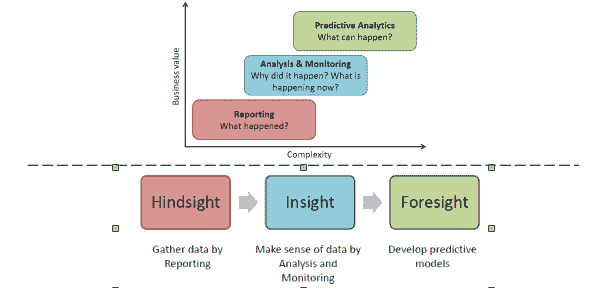 Predictive Analytics
What can happen?
Analysis & Monitoring
Why did it happen? What is
happening now?
Reporting
What happened?
Business value
Complexity
Hindsight
Insight
Foresight
Gather data by
Reporting
Make sense of data by
Analysis and
Monitoring
Develop predictive
models